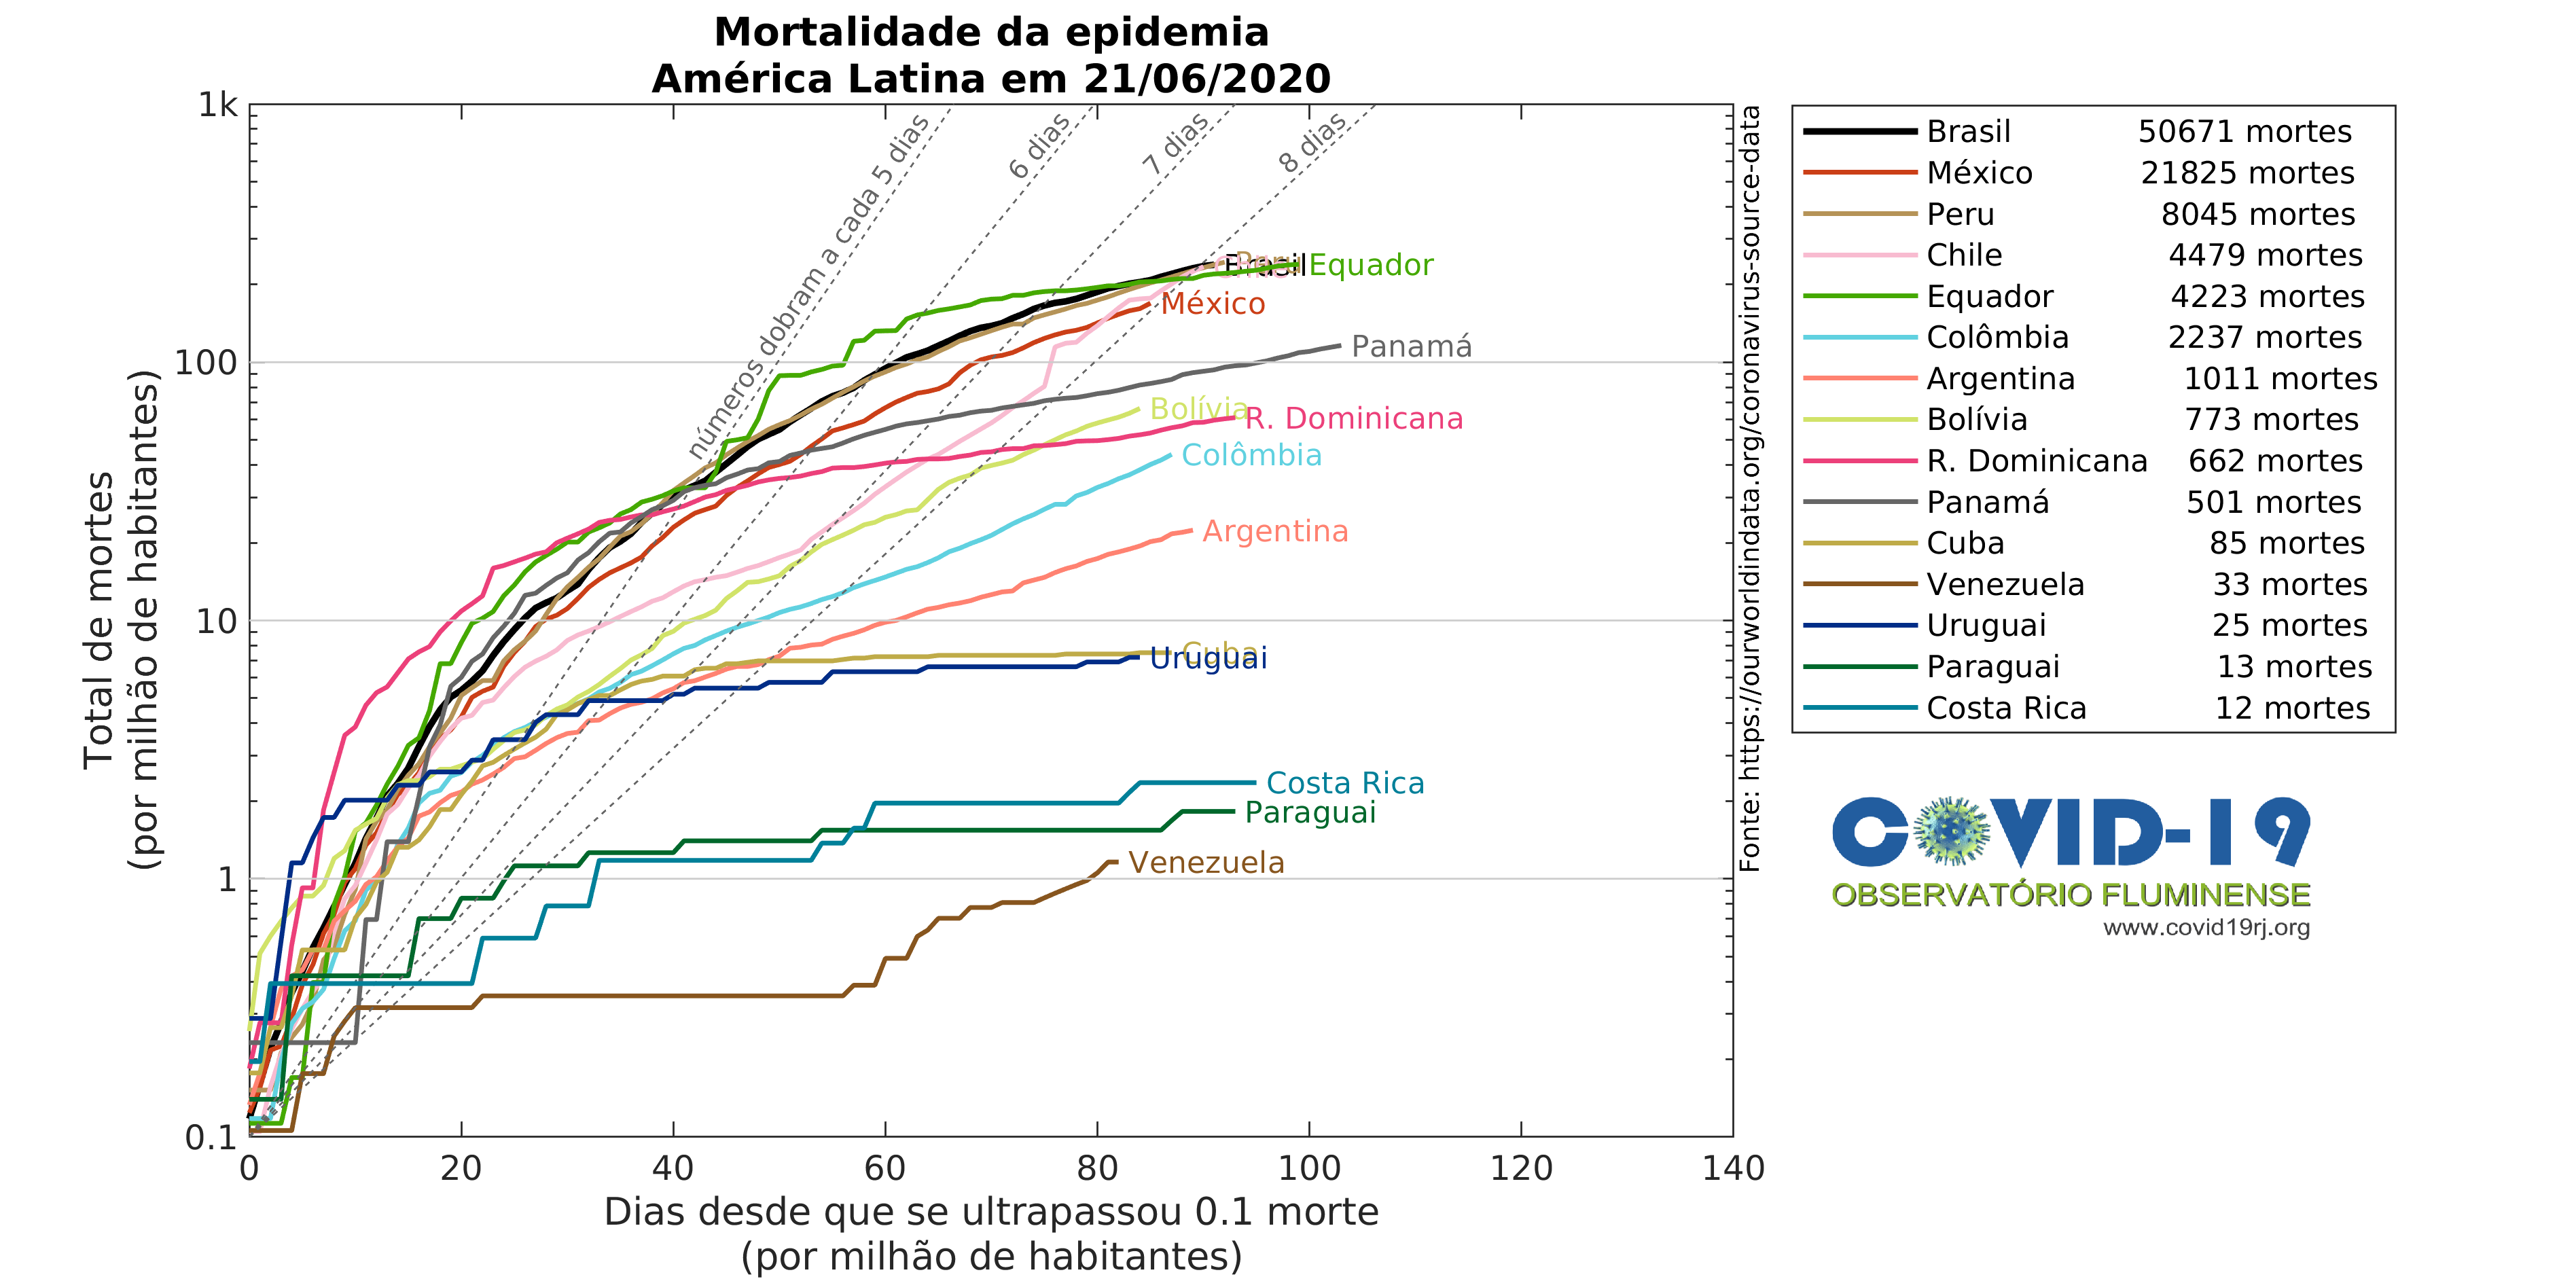 Mortalidade da epidemia
América Latina em 21/06/2020
Total de mortes
(por milhão de habitantes)
1k
100
10
1
0.1
0 20 40 60 80 100 120 140
Dias desde que se ultrapassou 0.1 morte
(por milhão de habitantes)
números dobram a cada 5 dias
6 dias
7 dias
8 dias
Peru
Brasil
Chile
Equador
México
Panamá
Bolívia
R. Dominicana
Colômbia
Argentina
Cuba
Uruguai
Costa Rica
Paraguai
Venezuela
Fonte: https://ourworldindata.org/coronavirus-source-data
Brasil 50671 mortes
México 21825 mortes
Peru 8045 mortes
Chile 4479 mortes
Equador 4223 mortes
Colômbia 2237 mortes
Argentina 1011 mortes
Bolívia 773 mortes
R. Dominicana 662 mortes
Panamá 501 mortes
Cuba 85 mortes
Venezuela 33 mortes
Uruguai 25 mortes
Paraguai 13 mortes
Costa Rica 12 mortes
COVID-19
OBSERVATÓRIO FLUMINENSE
www.covid19rj.org